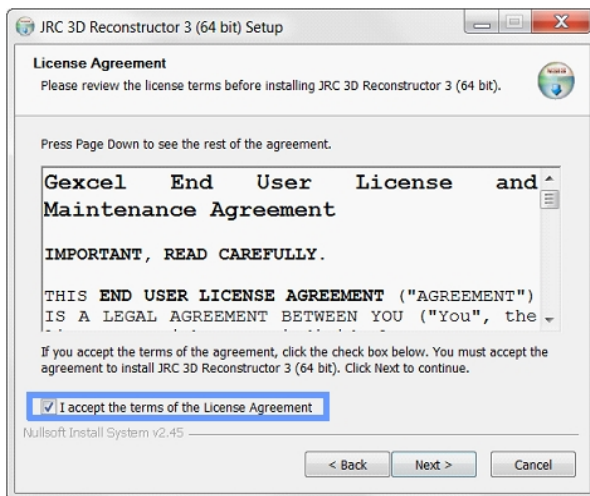 JRC 3D Reconstructor 3 (64 bit) Setup
License Agreement
Please review the license terms before installing JRC 3D Reconstructor 3 (64 bit).
Press Page Down to see the rest of the agreement.
Gexcel End User License and
Maintenance Agreement
IMPORTANT, READ CAREFULLY.
THIS END USER LICENSE AGREEMENT ("AGREEMENT")
IS A LEGAL AGREEMENT BETWEEN YOU ("You", the
If you accept the terms of the agreement, click the check box below. You must accept the
agreement to install JRC 3D Reconstructor 3 (64 bit). Click Next to continue.
I accept the terms of the License Agreement
Nullsoft Install System v2.45
< Back Next > Cancel